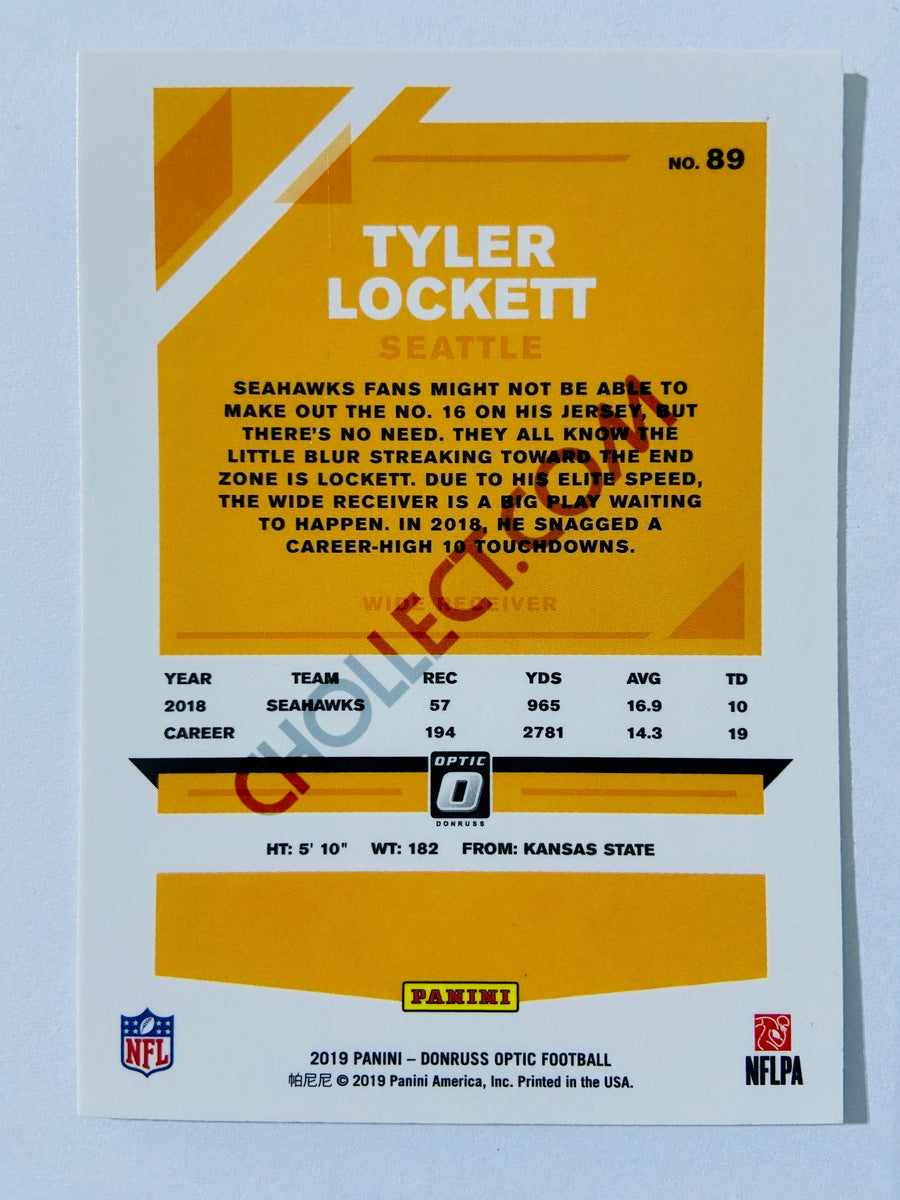 NO. 89
TYLER
LOCKETT
SEATTLE
SEAHAWKS FANS MIGHT NOT BE ABLE TO
MAKE OUT THE NO. 16 ON HIS JERSEY, BUT
THERE'S NO NEED. THEY ALL KNOW THE
LITTLE BLUR STREAKING TOWARD THE END
ZONE IS LOCKETT. DUE TO HIS ELITE SPEED,
THE WIDE RECEIVER IS A BIG PLAY WAITING
TO HAPPEN. IN 2018, HE SNAGGED A
CAREER-HIGH 10 TOUCHDOWNS.
WIDE RECEIVER
CHOLLECT.COM
YEAR TEAM REC YDS AVG TD
2018 SEAHAWKS 57 965 16.9 10
CAREER 194 2781 14.3 19
OPTIC
O
DONRUSS
HT: 5' 10" WT: 182 FROM: KANSAS STATE
PANINI
NFL
NFLPA
2019 PANINI – DONRUSS OPTIC FOOTBALL
帕尼尼 © 2019 Panini America, Inc. Printed in the USA.